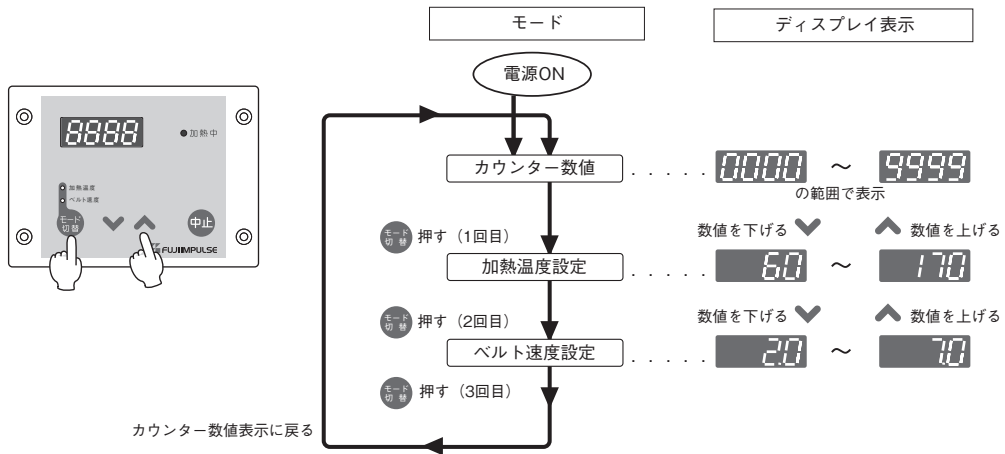 モード
ディスプレイ表示
電源ON
8888
加熱中
加熱温度
ベルト速度
モード
切替
中止
FUJI IMPULSE
カウンター数値 . . . . . 0000 ～ 9999
の範囲で表示
モード
切替
押す（1回目）
数値を下げる
数値を上げる
加熱温度設定 . . . . . 60 ～ 170
モード
切替
押す（2回目）
数値を下げる
数値を上げる
ベルト速度設定 . . . . . 2.0 ～ 7.0
モード
切替
押す（3回目）
カウンター数値表示に戻る